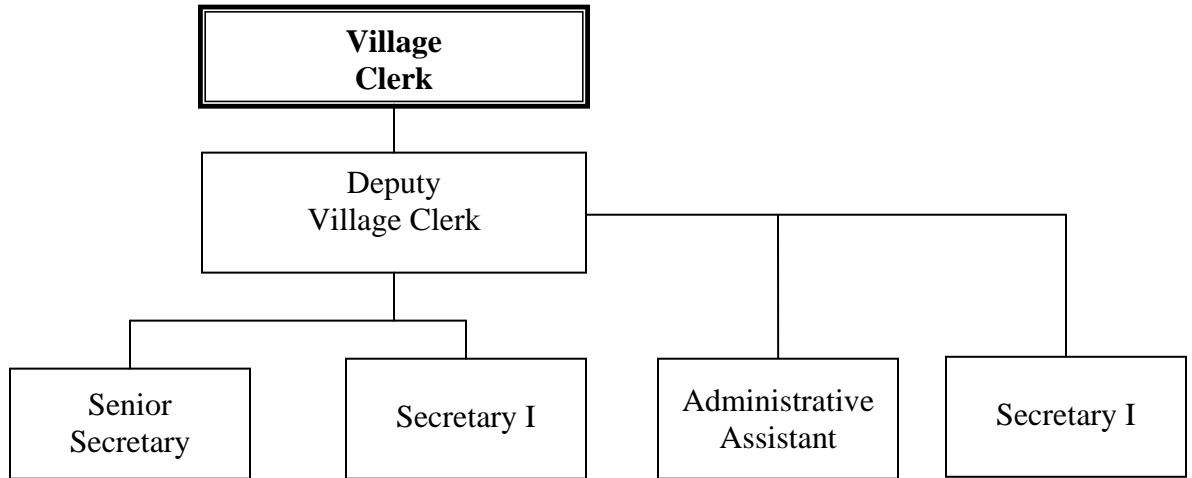 Village
Clerk
Deputy
Village Clerk
Senior
Secretary
Secretary I
Administrative
Assistant
Secretary I